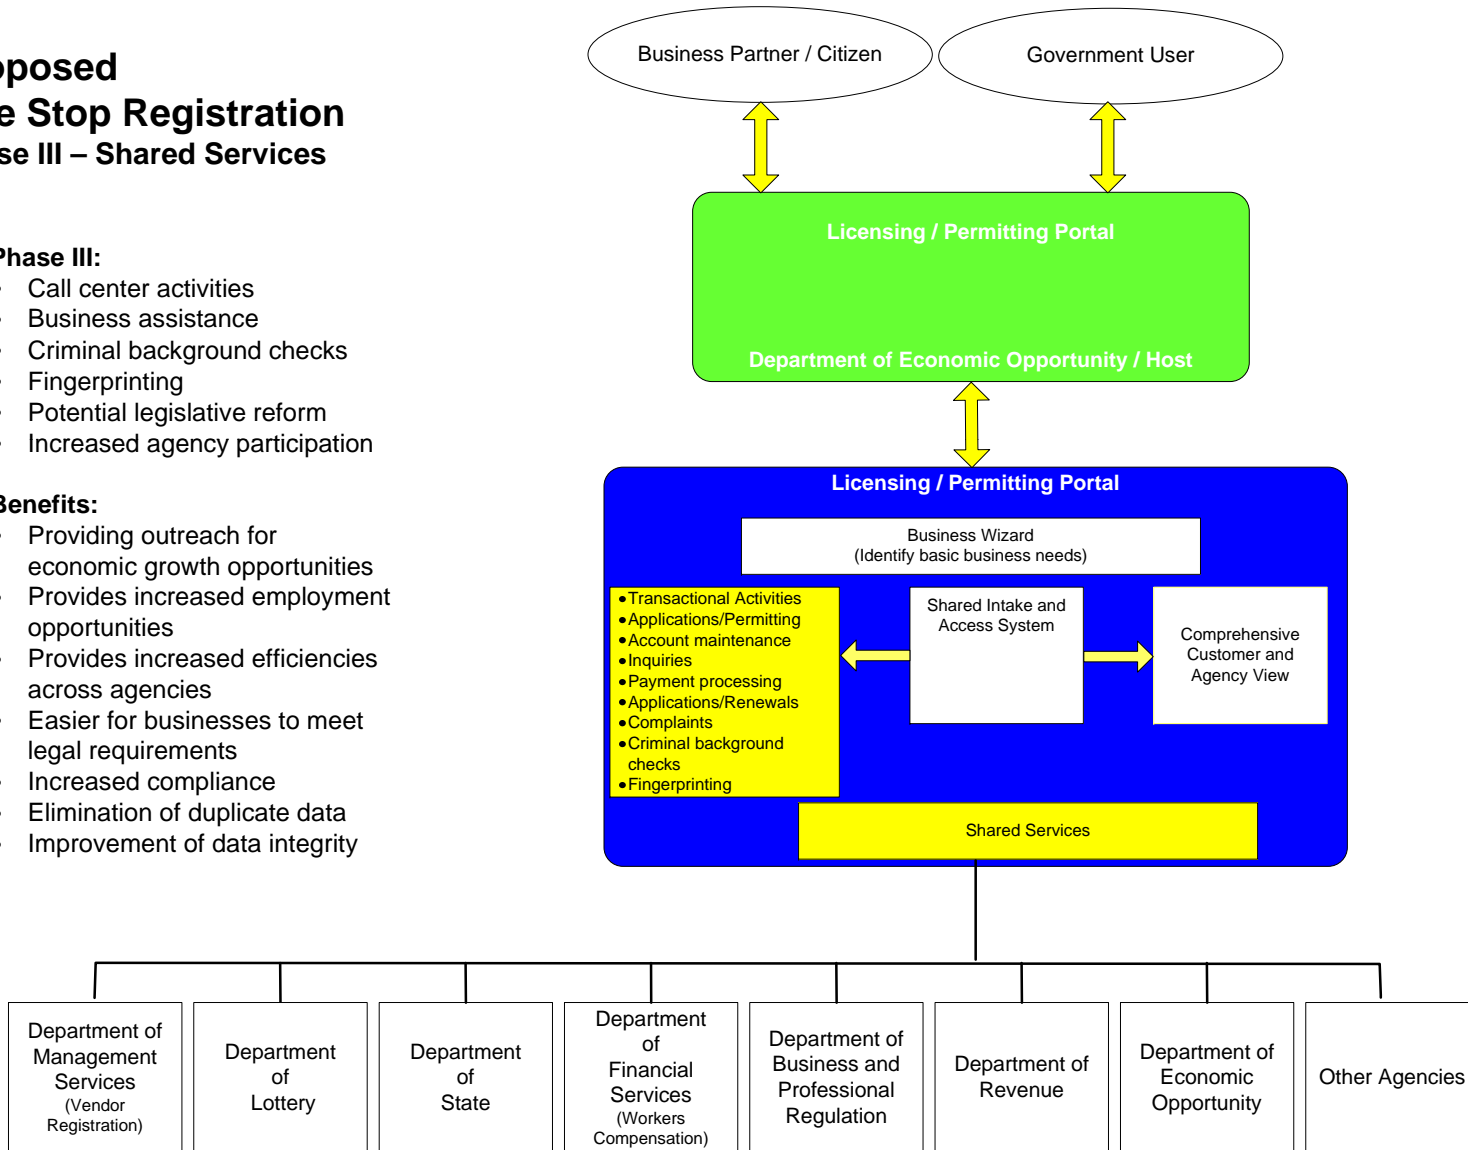 oposed
e Stop Registration
se III – Shared Services
Phase III:
• Call center activities
• Business assistance
• Criminal background checks
• Fingerprinting
• Potential legislative reform
• Increased agency participation
Benefits:
• Providing outreach for
economic growth opportunities
• Provides increased employment
opportunities
• Provides increased efficiencies
across agencies
• Easier for businesses to meet
legal requirements
• Increased compliance
• Elimination of duplicate data
• Improvement of data integrity
Business Partner / Citizen
Government User
Licensing / Permitting Portal
Department of Economic Opportunity / Host
Licensing / Permitting Portal
Business Wizard
(Identify basic business needs)
•Transactional Activities
•Applications/Permitting
•Account maintenance
•Inquiries
•Payment processing
•Applications/Renewals
•Complaints
•Criminal background
checks
•Fingerprinting
Shared Intake and
Access System
Comprehensive
Customer and
Agency View
Shared Services
Department of
Management
Services
(Vendor
Registration)
Department
of
Lottery
Department
of
State
Department
of
Financial
Services
(Workers
Compensation)
Department of
Business and
Professional
Regulation
Department of
Revenue
Department of
Economic
Opportunity
Other Agencies